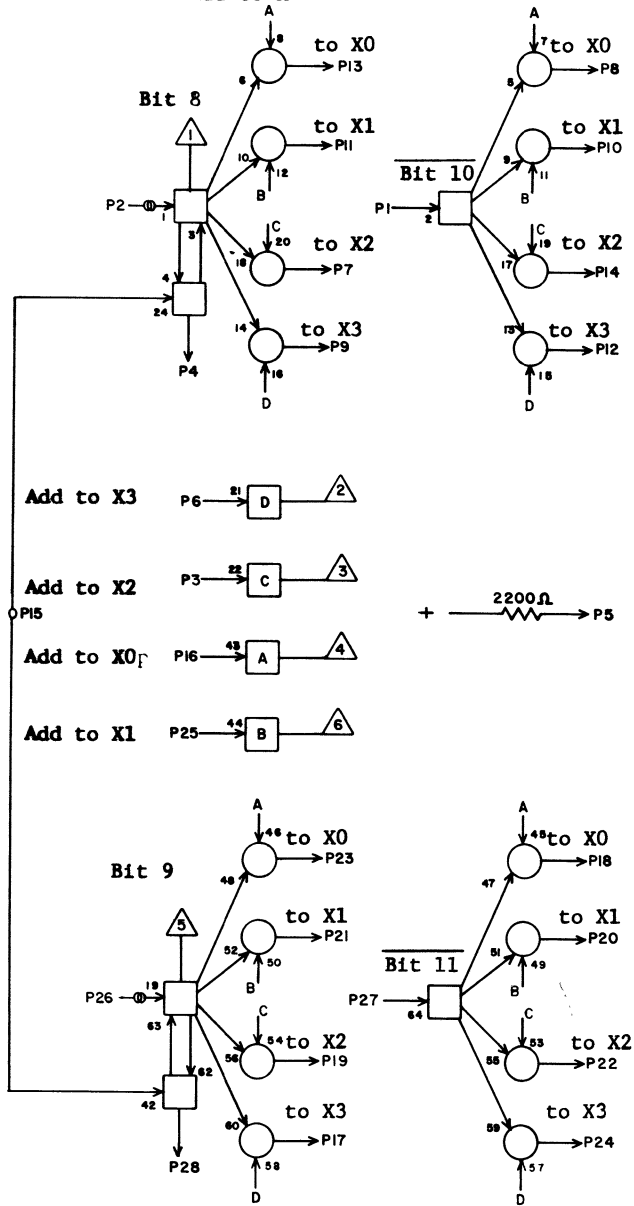 A
8 to X0
6 P13
Bit 8
1
to X1
10 P11
12
B
P2 1 3
C
20 to X2
18 P7
4
24
14 to X3
P9
16
P4
D
A
7 to X0
5 P8
to X1
Bit 10
9 P10
11
B
P1 2
C
19 to X2
17 P14
13 to X3
P12
15
D
Add to X3 P6 21 D 2
Add to X2 P3 22 C 3
P15
2200Ω
+ P5
Add to X0 P16 43 A 4
Add to X1 P25 44 B 6
A
46 to X0
P23
48
Bit 9
5
to X1
52 P21
50
B
P26 19
63 62
C
54 to X2
56 P19
42
60 to X3
P17
58
P28
D
A
45 to X0
P18
47
to X1
Bit 11
51 P20
49
B
P27 64
C
53 to X2
55 P22
to X3
59 P24
57
D